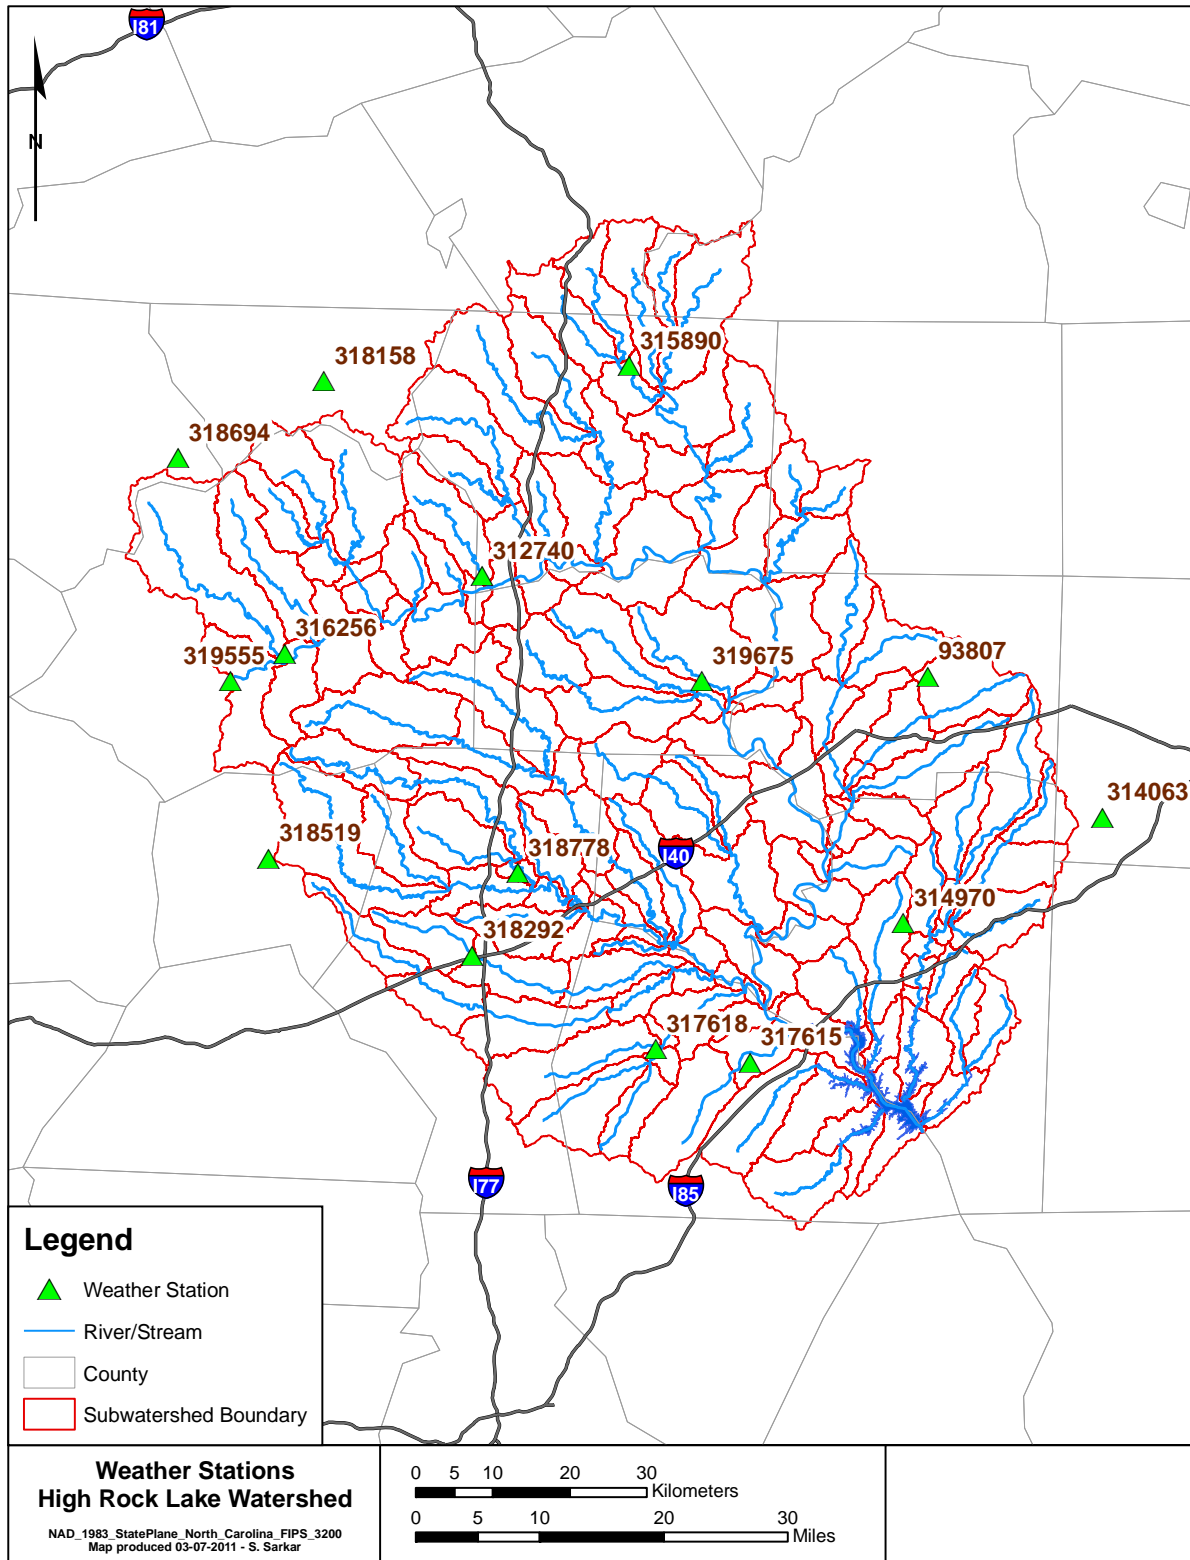 I81
N
315890
318158
318694
312740
316256
319555
319675
93807
314063
318519
318778
I40
314970
318292
317618
317615
I77
I85
Legend
Weather Station
River/Stream
County
Subwatershed Boundary
Weather Stations
High Rock Lake Watershed
NAD_1983_StatePlane_North_Carolina_FIPS_3200
Map produced 03-07-2011 - S. Sarkar
0 5 10 20 30
Kilometers
0 5 10 20 30
Miles